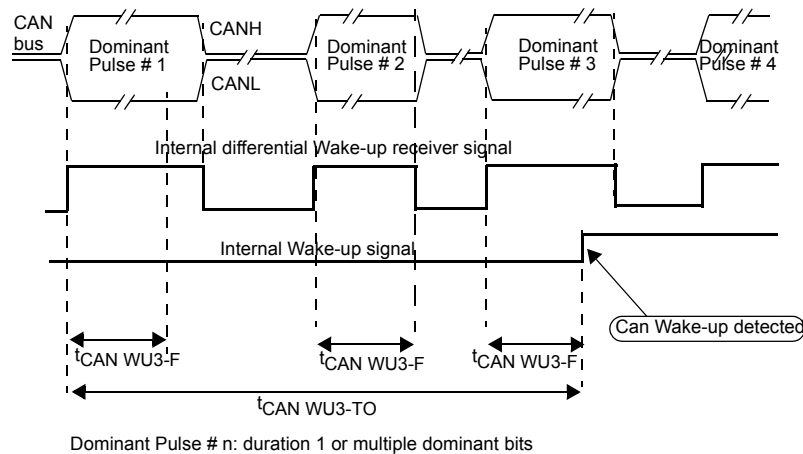 CAN
bus
CANH
CANL
Dominant
Pulse # 1
Dominant
Pulse # 2
Dominant
Pulse # 3
Dominant
Pulse # 4
Internal differential Wake-up receiver signal
Internal Wake-up signal
Can Wake-up detected
tCAN WU3-F
tCAN WU3-F
tCAN WU3-F
tCAN WU3-TO
Dominant Pulse # n: duration 1 or multiple dominant bits